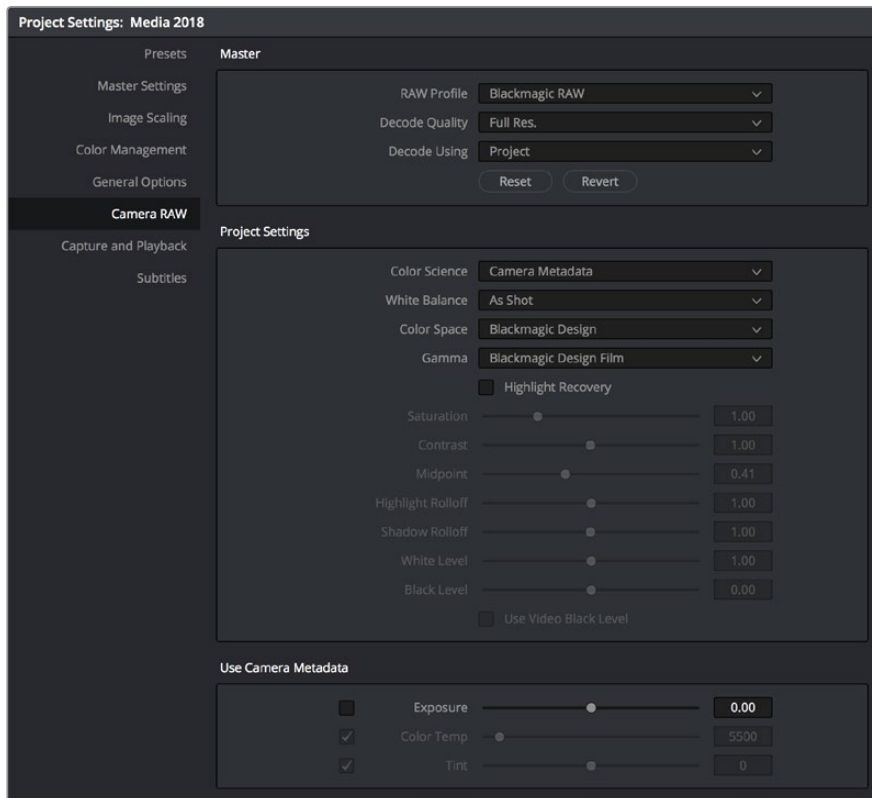 Project Settings: Media 2018
Presets
Master Settings
Image Scaling
Color Management
General Options
Camera RAW
Capture and Playback
Subtitles
Master
RAW Profile Blackmagic RAW
Decode Quality Full Res.
Decode Using Project
Reset Revert
Project Settings
Color Science Camera Metadata
White Balance As Shot
Color Space Blackmagic Design
Gamma Blackmagic Design Film
Highlight Recovery
Saturation 1.00
Contrast 1.00
Midpoint 0.41
Highlight Rolloff 1.00
Shadow Rolloff 1.00
White Level 1.00
Black Level 0.00
Use Video Black Level
Use Camera Metadata
Exposure 0.00
Color Temp 5500
Tint 0